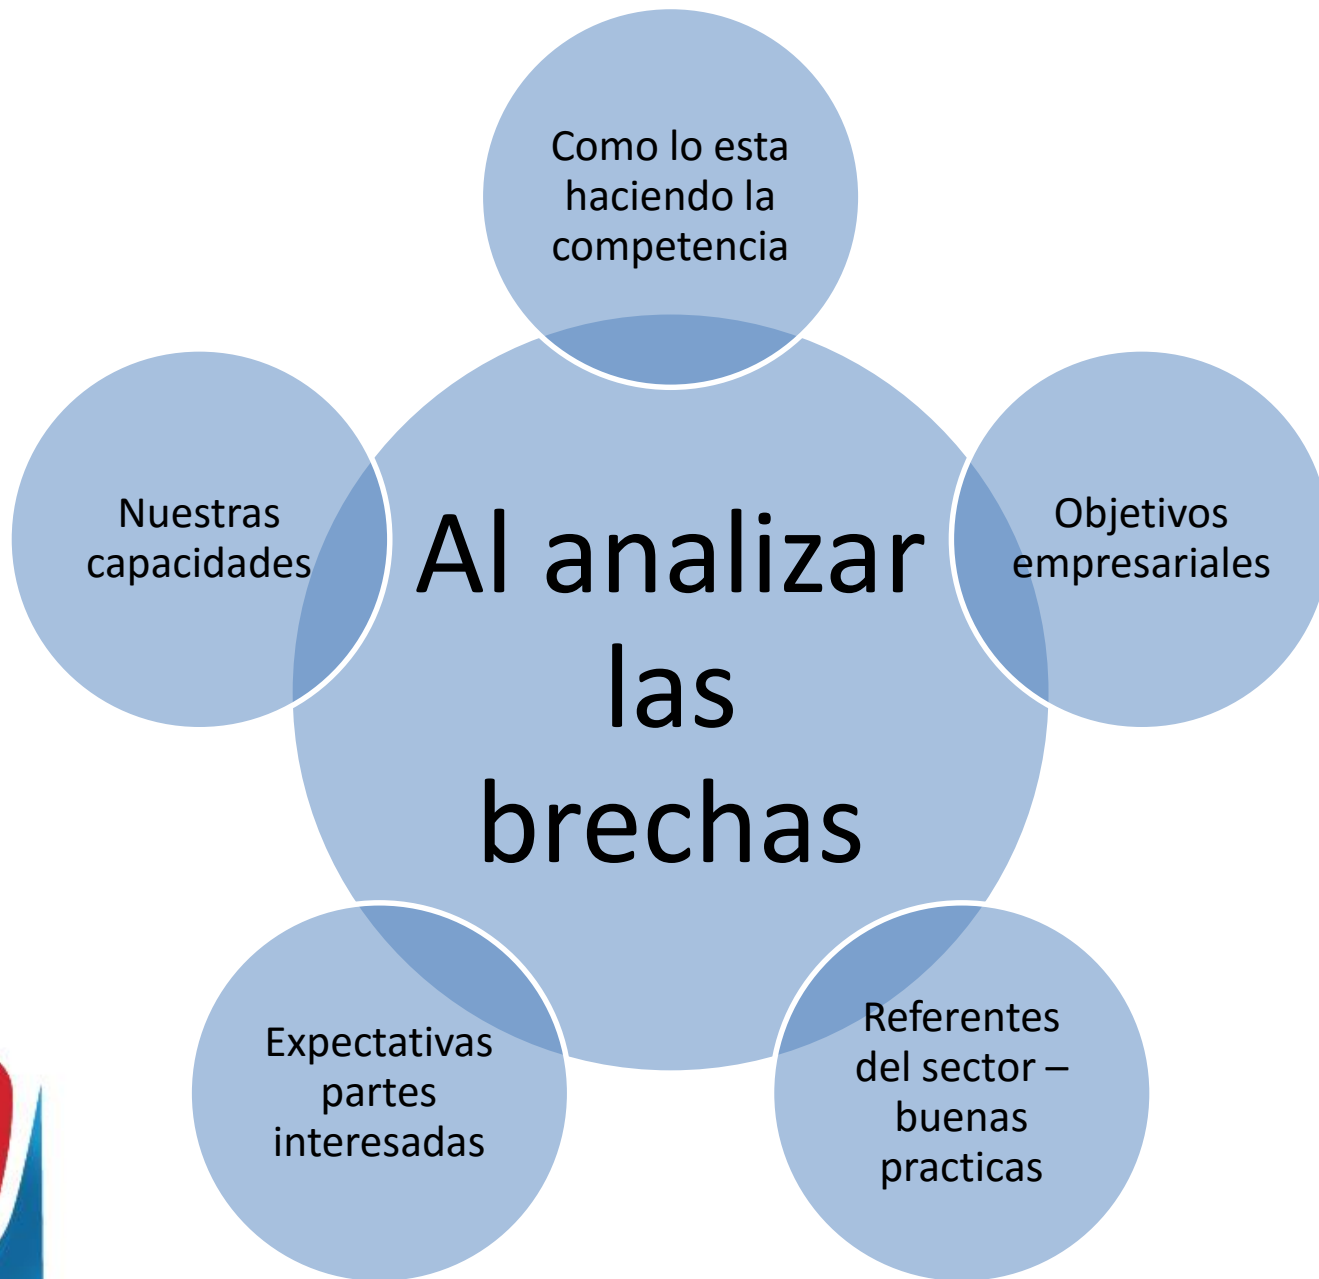 Como lo esta
haciendo la
competencia
Objetivos
empresariales
Referentes
del sector –
buenas
practicas
Expectativas
partes
interesadas
Nuestras
capacidades
Al analizar
las
brechas